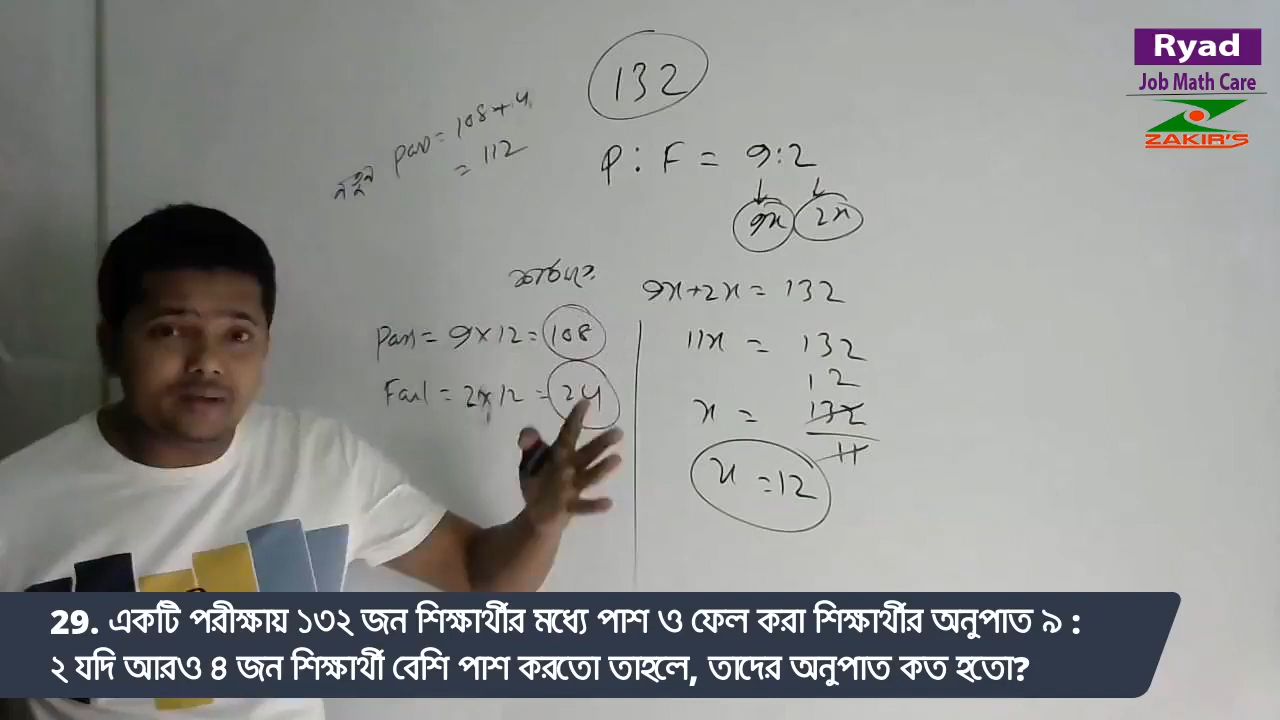 Ryad
Job Math Care
ZAKIR'S
132
P : F = 9:2
9x 2x
নতুন pass = 108+4
= 112
9x+2x = 132
11x = 132
12
x = 132
11
x = 12
Pass = 9×12 = 108
Fail = 2×12 = 24
29. একটি পরীক্ষায় ১৩২ জন শিক্ষার্থীর মধ্যে পাশ ও ফেল করা শিক্ষার্থীর অনুপাত ৯ :
২ যদি আরও ৪ জন শিক্ষার্থী বেশি পাশ করতো তাহলে, তাদের অনুপাত কত হতো?